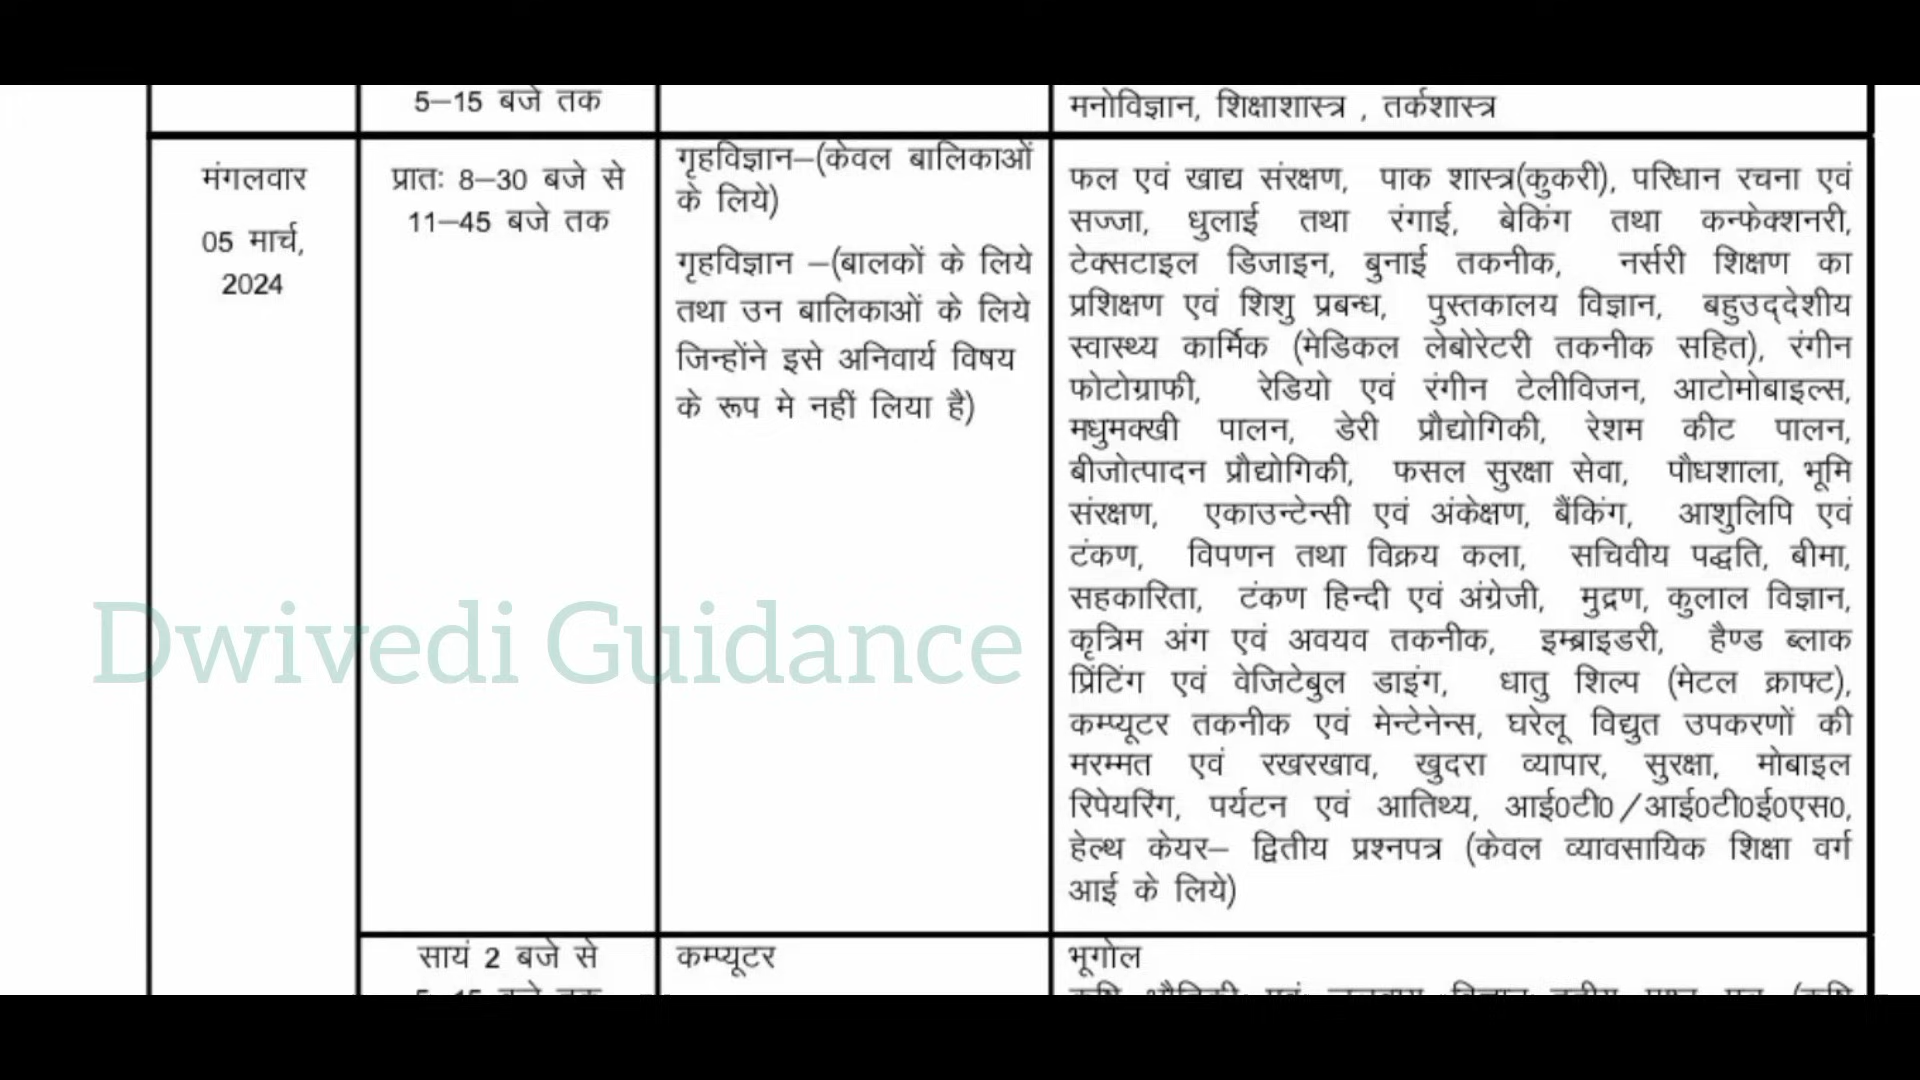 5–15 बजे तक
मनोविज्ञान, शिक्षाशास्त्र , तर्कशास्त्र
मंगलवार
05 मार्च,
2024
प्रातः 8–30 बजे से
11–45 बजे तक
गृहविज्ञान–(केवल बालिकाओं
के लिये)
गृहविज्ञान –(बालकों के लिये
तथा उन बालिकाओं के लिये
जिन्होंने इसे अनिवार्य विषय
के रूप मे नहीं लिया है)
फल एवं खाद्य संरक्षण, पाक शास्त्र(कुकरी), परिधान रचना एवं
सज्जा, धुलाई तथा रंगाई, बेकिंग तथा कन्फेक्शनरी,
टेक्सटाइल डिजाइन, बुनाई तकनीक, नर्सरी शिक्षण का
प्रशिक्षण एवं शिशु प्रबन्ध, पुस्तकालय विज्ञान, बहुउद्देशीय
स्वास्थ्य कार्मिक (मेडिकल लेबोरेटरी तकनीक सहित), रंगीन
फोटोग्राफी, रेडियो एवं रंगीन टेलीविजन, आटोमोबाइल्स,
मधुमक्खी पालन, डेरी प्रौद्योगिकी, रेशम कीट पालन,
बीजोत्पादन प्रौद्योगिकी, फसल सुरक्षा सेवा, पौधशाला, भूमि
संरक्षण, एकाउन्टेन्सी एवं अंकेक्षण, बैंकिंग, आशुलिपि एवं
टंकण, विपणन तथा विक्रय कला, सचिवीय पद्धति, बीमा,
सहकारिता, टंकण हिन्दी एवं अंग्रेजी, मुद्रण, कुलाल विज्ञान,
कृत्रिम अंग एवं अवयव तकनीक, इम्ब्राइडरी, हैण्ड ब्लाक
प्रिंटिंग एवं वेजिटेबुल डाइंग, धातु शिल्प (मेटल क्राफ्ट),
कम्प्यूटर तकनीक एवं मेन्टेनेन्स, घरेलू विद्युत उपकरणों की
मरम्मत एवं रखरखाव, खुदरा व्यापार, सुरक्षा, मोबाइल
रिपेयरिंग, पर्यटन एवं आतिथ्य, आई0टी0/आई0टी0ई0एस0,
हेल्थ केयर– द्वितीय प्रश्नपत्र (केवल व्यावसायिक शिक्षा वर्ग
आई के लिये)
Dwivedi Guidance
सायं 2 बजे से
कम्प्यूटर
भूगोल